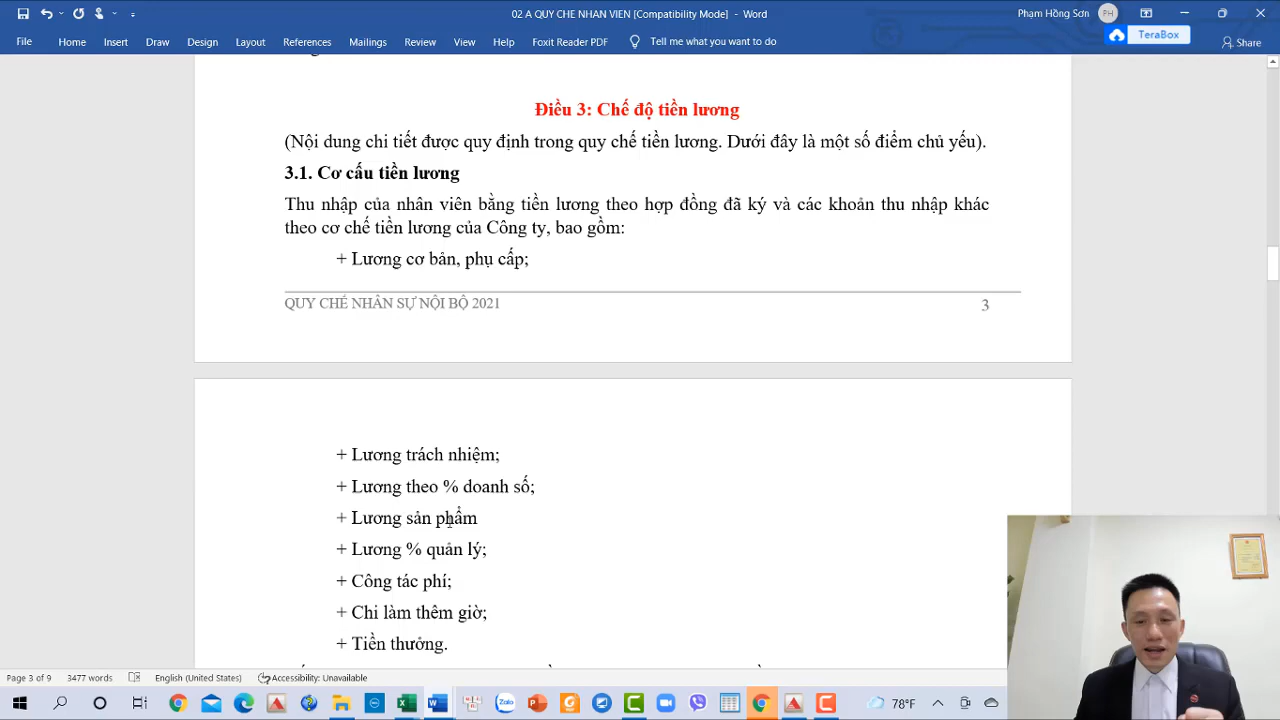 02 A QUY CHE NHAN VIEN [Compatibility Mode] - Word
Phạm Hồng Sơn
PH
File Home Insert Draw Design Layout References Mailings Review View Help Foxit Reader PDF Tell me what you want to do
TeraBox
Share
Điều 3: Chế độ tiền lương
(Nội dung chi tiết được quy định trong quy chế tiền lương. Dưới đây là một số điểm chủ yếu).
3.1. Cơ cấu tiền lương
Thu nhập của nhân viên bằng tiền lương theo hợp đồng đã ký và các khoản thu nhập khác
theo cơ chế tiền lương của Công ty, bao gồm:
+ Lương cơ bản, phụ cấp;
QUY CHẾ NHÂN SỰ NỘI BỘ 2021
3
+ Lương trách nhiệm;
+ Lương theo % doanh số;
+ Lương sản phẩm
+ Lương % quản lý;
+ Công tác phí;
+ Chi làm thêm giờ;
+ Tiền thưởng.
Page 3 of 9 3477 words English (United States) Accessibility: Unavailable
Zalo
78°F